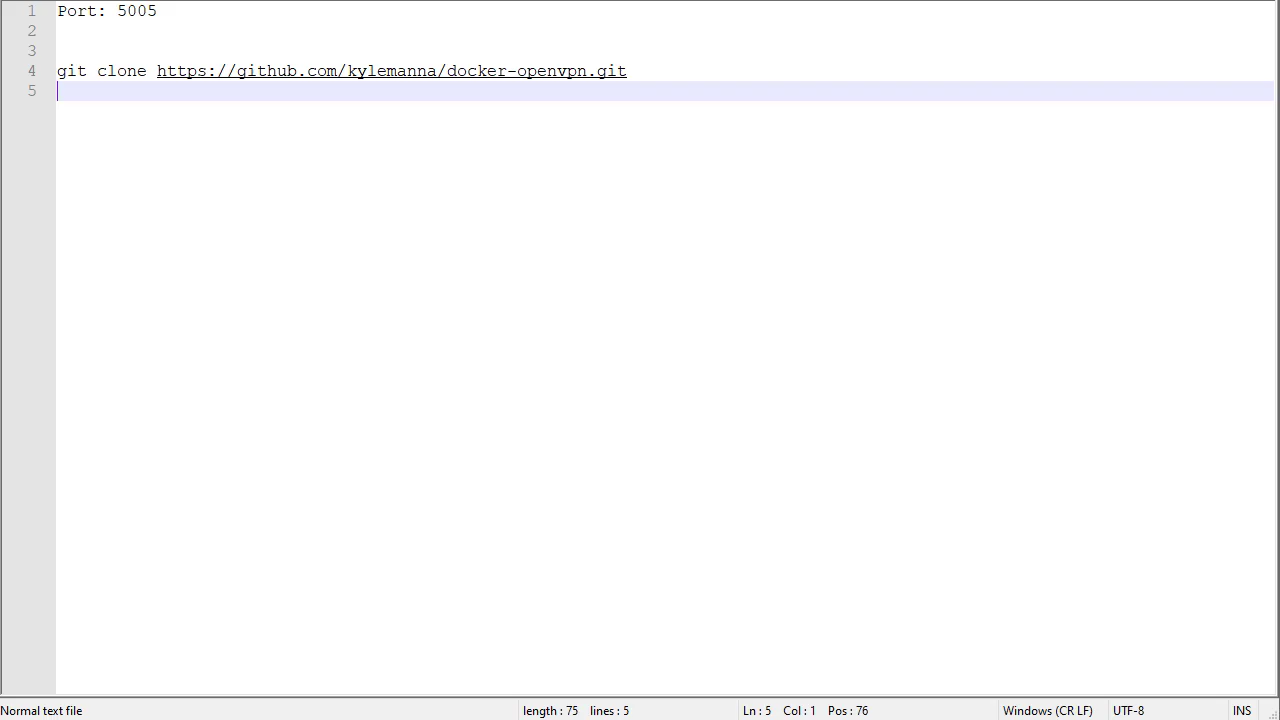 1 Port: 5005
2
3
4 git clone https://github.com/kylemanna/docker-openvpn.git
5
Normal text file length : 75 lines : 5 Ln : 5 Col : 1 Pos : 76 Windows (CR LF) UTF-8 INS